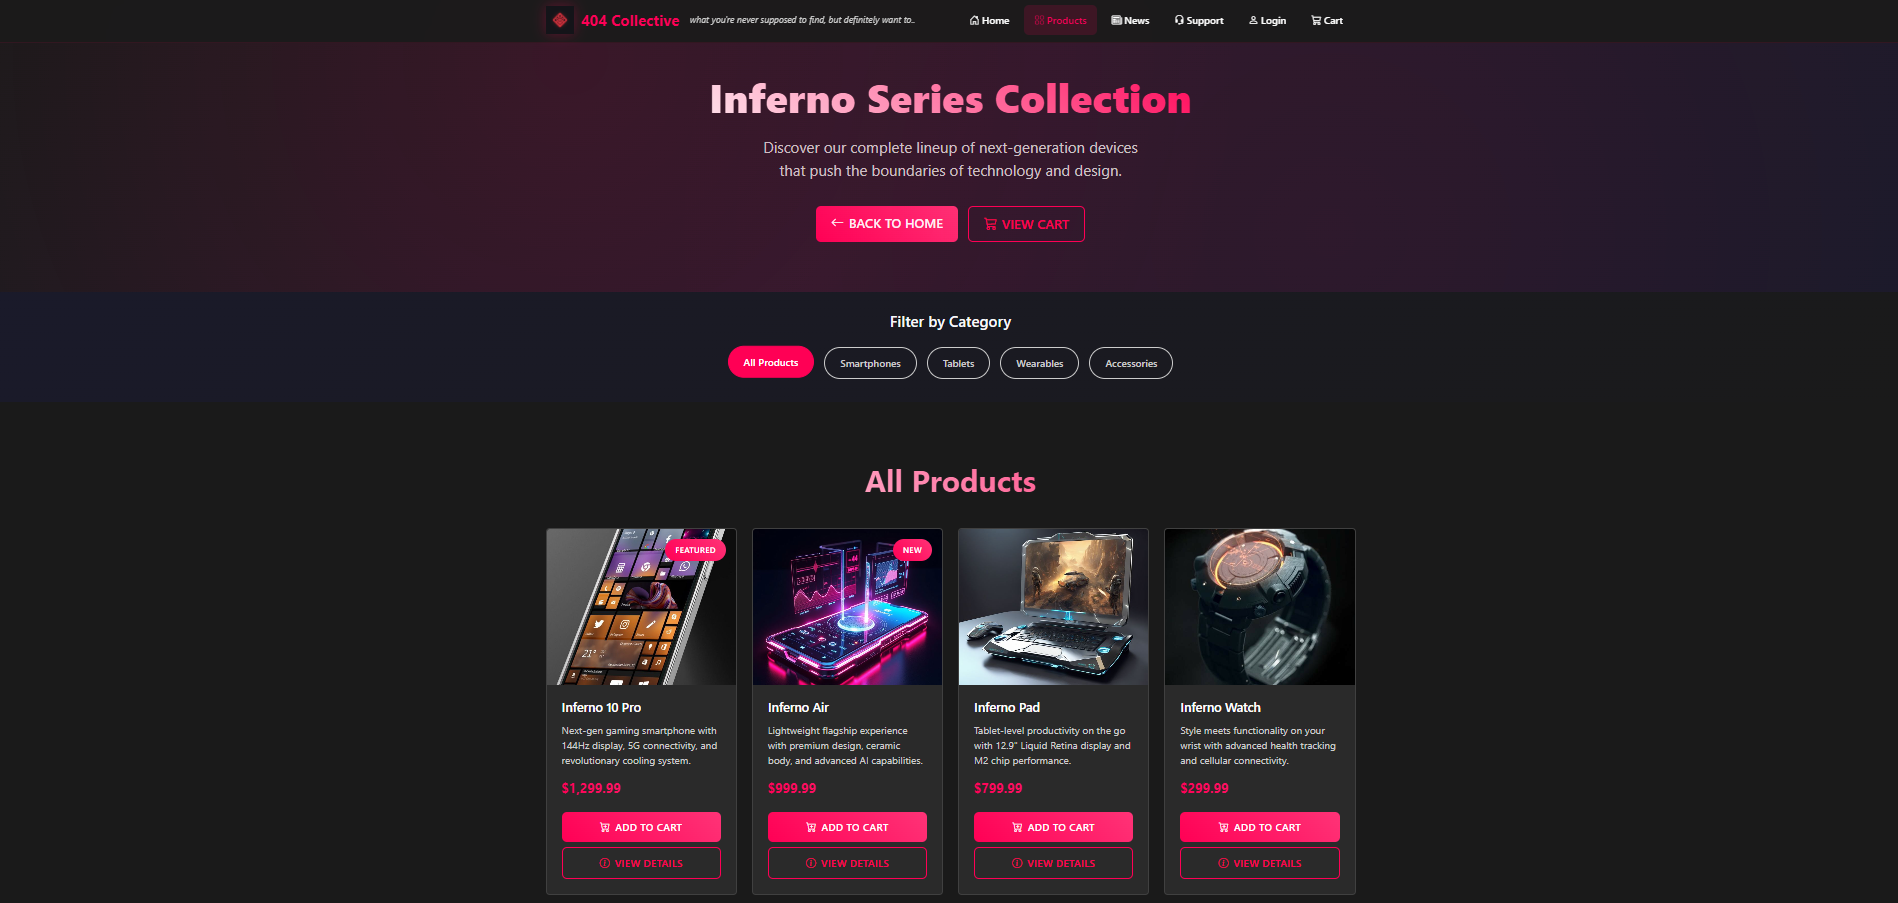 404 Collective what you're never supposed to find, but definitely want to.. Home Products News Support Login Cart
Inferno Series Collection
Discover our complete lineup of next-generation devices
that push the boundaries of technology and design.
BACK TO HOME VIEW CART
Filter by Category
All Products Smartphones Tablets Wearables Accessories
All Products
FEATURED
21°
NEW
Inferno 10 Pro
Next-gen gaming smartphone with
144Hz display, 5G connectivity, and
revolutionary cooling system.
$1,299.99
ADD TO CART
VIEW DETAILS
Inferno Air
Lightweight flagship experience
with premium design, ceramic
body, and advanced AI capabilities.
$999.99
ADD TO CART
VIEW DETAILS
Inferno Pad
Tablet-level productivity on the go
with 12.9" Liquid Retina display and
M2 chip performance.
$799.99
ADD TO CART
VIEW DETAILS
Inferno Watch
Style meets functionality on your
wrist with advanced health tracking
and cellular connectivity.
$299.99
ADD TO CART
VIEW DETAILS